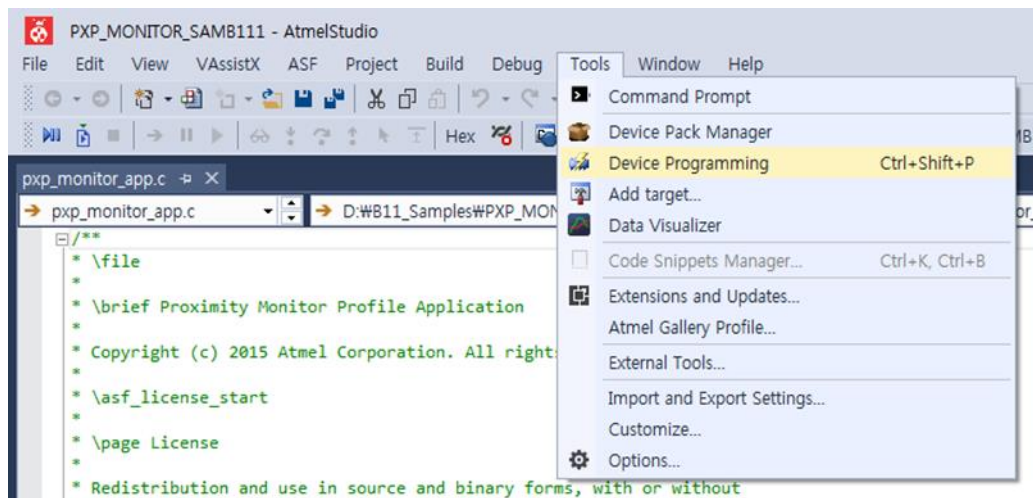 PXP_MONITOR_SAMB111 - AtmelStudio
File Edit View VAssistX ASF Project Build Debug Tools Window Help
Hex
pxp_monitor_app.c
pxp_monitor_app.c D:₩B11_Samples₩PXP_MON
/**
* \file
*
* \brief Proximity Monitor Profile Application
*
* Copyright (c) 2015 Atmel Corporation. All right
*
* \asf_license_start
*
* \page License
*
* Redistribution and use in source and binary forms, with or without
Command Prompt
Device Pack Manager
Device Programming Ctrl+Shift+P
Add target...
Data Visualizer
Code Snippets Manager... Ctrl+K, Ctrl+B
Extensions and Updates...
Atmel Gallery Profile...
External Tools...
Import and Export Settings...
Customize...
Options...